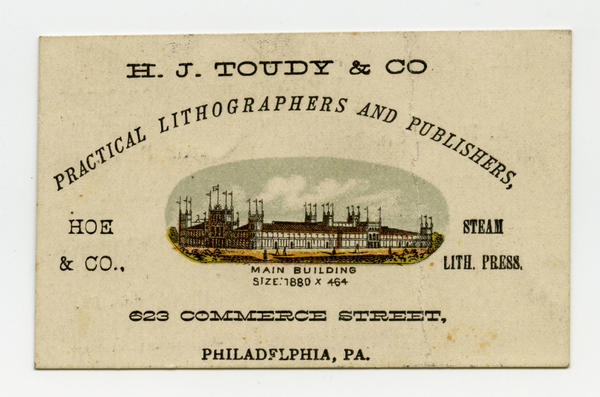 H. J. TOUDY & CO
PRACTICAL LITHOGRAPHERS AND PUBLISHERS,
HOE
& CO.,
STEAM
LITH. PRESS.
MAIN BUILDING
SIZE: 1880 X 464
623 COMMERCE STREET,
PHILADELPHIA, PA.